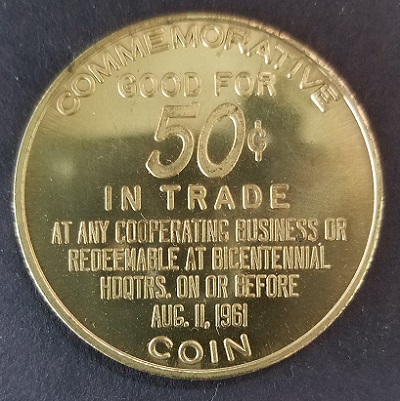 COMMEMORATIVE
GOOD FOR
50¢
IN TRADE
AT ANY COOPERATING BUSINESS OR
REDEEMABLE AT BICENTENNIAL
HDQTRS. ON OR BEFORE
AUG. 11, 1961
COIN